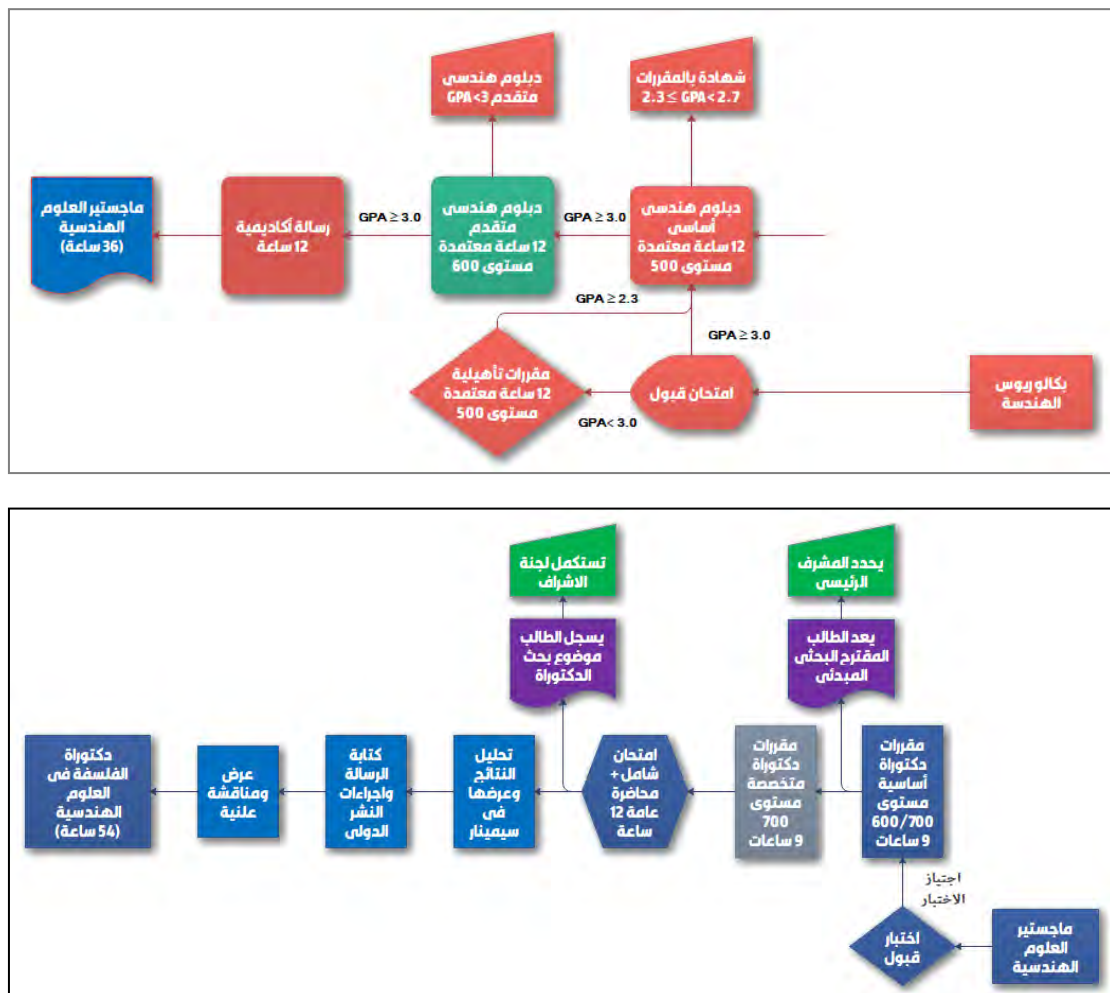 دبلوم هندسى
متقدم GPA<3
شهادة بالمقررات
2.3 ≤ GPA< 2.7
ماجستير العلوم
الهندسية
(36 ساعة)
رسالة أكاديمية
12 ساعة
GPA ≥ 3.0
دبلوم هندسى
متقدم
12 ساعة معتمدة
مستوى 600
GPA ≥ 3.0
دبلوم هندسى
أساسى
12 ساعة معتمدة
مستوى 500
GPA ≥ 2.3
GPA ≥ 3.0
مقررات تأهيلية
12 ساعة معتمدة
مستوى 500
GPA< 3.0
امتحان قبول
بكالوريوس
الهندسة
تستكمل لجنة
الاشراف
يحدد المشرف
الرئيسى
يسجل الطالب
موضوع بحث
الدكتوراة
يعد الطالب
المقترح البحثى
المبدئى
دكتوراة
الفلسفة فى
العلوم
الهندسية
(54 ساعة)
عرض
ومناقشة
علنية
كتابة
الرسالة
واجراءات
النشر
الدولى
تحليل
النتائج
وعرضها
فى
سيمينار
امتحان
شامل+
محاضرة
عامة 12
ساعة
مقررات
دكتوراة
متخصصة
مستوى
700
9 ساعات
مقررات
دكتوراة
أساسية
مستوى
600/700
9 ساعات
اجتياز
الاختبار
اختبار
قبول
ماجستير
العلوم
الهندسية